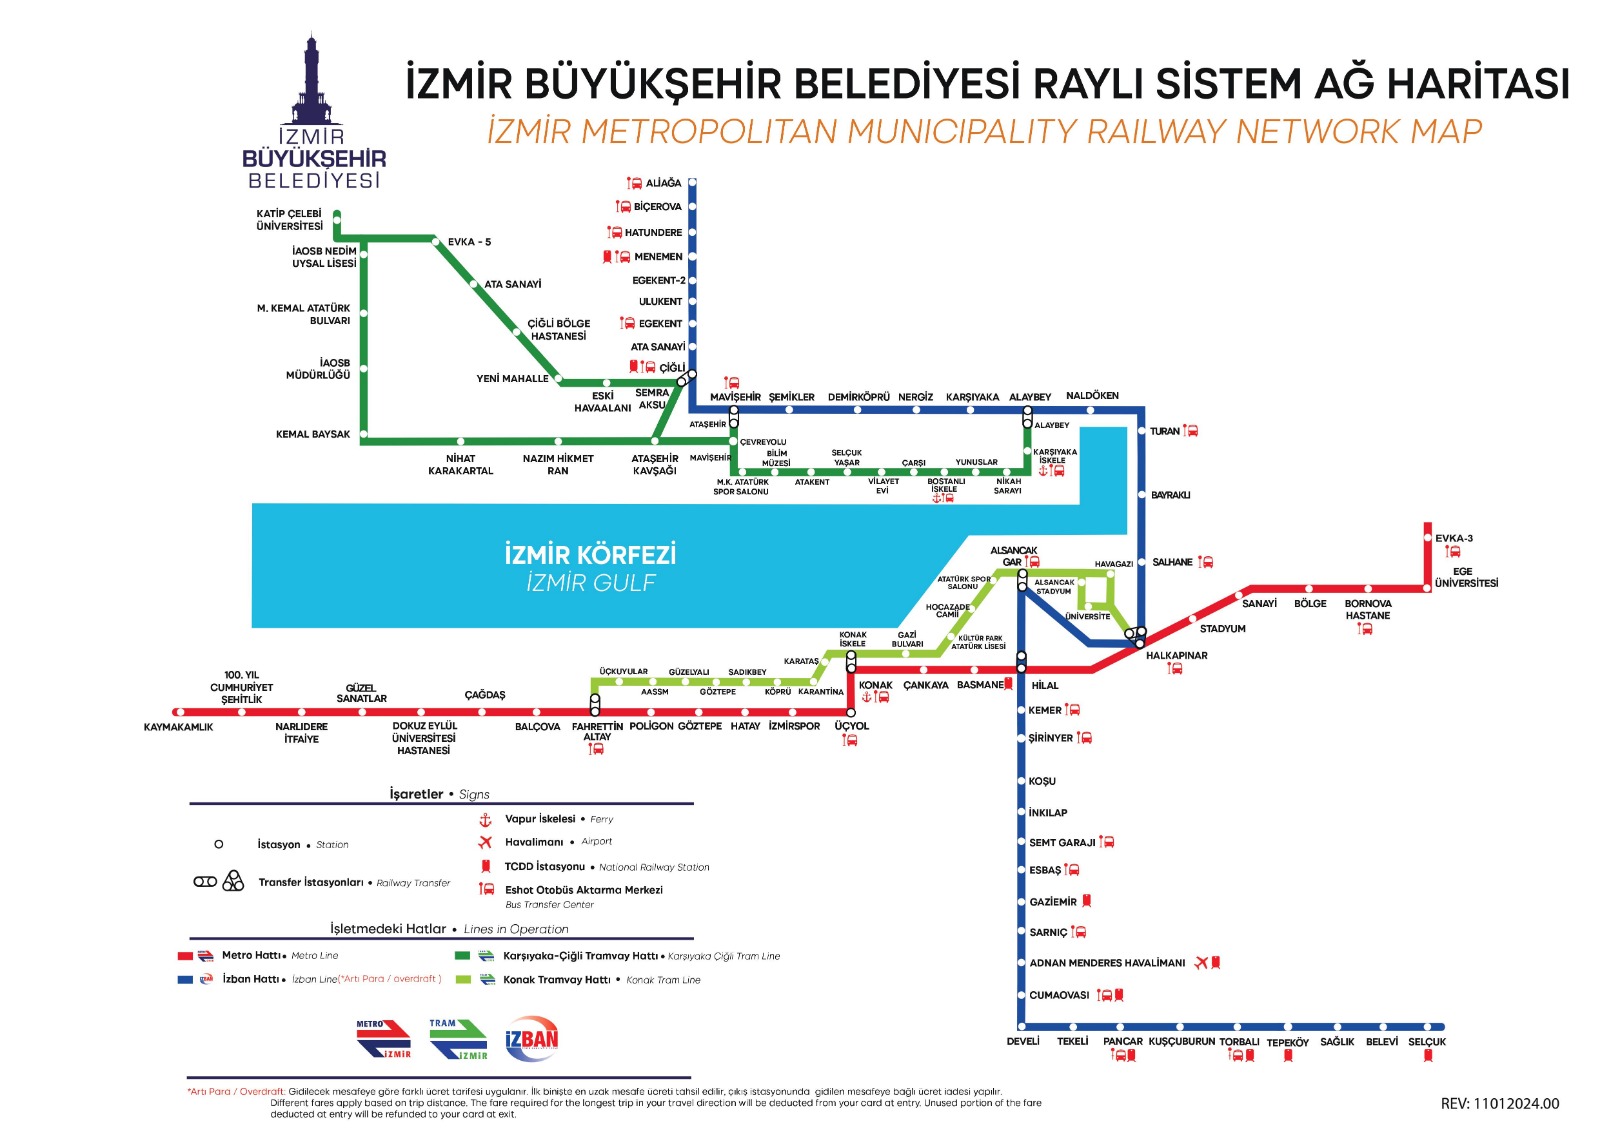 İZMİR
BÜYÜKŞEHİR
BELEDİYESİ
İZMİR BÜYÜKŞEHİR BELEDİYESİ RAYLI SİSTEM AĞ HARİTASI
İZMİR METROPOLITAN MUNICIPALITY RAILWAY NETWORK MAP
KATİP ÇELEBİ
ÜNİVERSİTESİ
İAOSB NEDİM
UYSAL LİSESİ
M. KEMAL ATATÜRK
BULVARI
İAOSB
MÜDÜRLÜĞÜ
KEMAL BAYSAK
EVKA - 5
ATA SANAYİ
ÇİĞLİ BÖLGE
HASTANESİ
YENİ MAHALLE
ESKİ
HAVAALANI
SEMRA
AKSU
NİHAT
KARAKARTAL
NAZIM HİKMET
RAN
ATAŞEHİR
KAVŞAĞI
ALİAĞA
BİÇEROVA
HATUNDERE
MENEMEN
EGEKENT-2
ULUKENT
EGEKENT
ATA SANAYİ
ÇİĞLİ
MAVİŞEHİR
ŞEMİKLER
DEMİRKÖPRÜ
NERGİZ
KARŞIYAKA
ALAYBEY
NALDÖKEN
ATAŞEHİR
ÇEVREYOLU
MAVİŞEHİR
BİLİM
MÜZESİ
M.K. ATATÜRK
SPOR SALONU
ATAKENT
SELÇUK
YAŞAR
VİLAYET
EVİ
ÇARŞI
BOSTANLI
İSKELE
YUNUSLAR
NİKAH
SARAYI
ALAYBEY
KARŞIYAKA
İSKELE
TURAN
BAYRAKLI
SALHANE
İZMİR KÖRFEZİ
İZMİR GULF
ALSANCAK
GAR
ATATÜRK SPOR
SALONU
ALSANCAK
STADYUM
HAVAGAZI
ÜNİVERSİTE
HOCAZADE
CAMİİ
KÜLTÜR PARK
ATATÜRK LİSESİ
GAZİ
BULVARI
KONAK
İSKELE
KARATAŞ
KARANTİNA
KÖPRÜ
SADIKBEY
GÖZTEPE
GÜZELYALI
AASSM
ÜÇKUYULAR
EVKA-3
EGE
ÜNİVERSİTESİ
BORNOVA
HASTANE
BÖLGE
SANAYİ
STADYUM
HALKAPINAR
HİLAL
BASMANE
ÇANKAYA
KONAK
ÜÇYOL
İZMİRSPOR
HATAY
GÖZTEPE
POLİGON
FAHRETTİN
ALTAY
BALÇOVA
ÇAĞDAŞ
DOKUZ EYLÜL
ÜNİVERSİTESİ
HASTANESİ
GÜZEL
SANATLAR
NARLIDERE
İTFAİYE
100. YIL
CUMHURİYET
ŞEHİTLİK
KAYMAKAMLIK
KEMER
ŞİRİNYER
KOŞU
İNKILAP
SEMT GARAJI
ESBAŞ
GAZİEMİR
SARNIÇ
ADNAN MENDERES HAVALİMANI
CUMAOVASI
DEVELİ
TEKELİ
PANCAR
KUŞÇUBURUN
TORBALI
TEPEKÖY
SAĞLIK
BELEVİ
SELÇUK
İşaretler • Signs
İstasyon • Station
Transfer İstasyonları • Railway Transfer
Vapur İskelesi • Ferry
Havalimanı • Airport
TCDD İstasyonu • National Railway Station
Eshot Otobüs Aktarma Merkezi
Bus Transfer Center
İşletmedeki Hatlar • Lines in Operation
Metro Hattı • Metro Line
İzban Hattı • İzban Line(*Artı Para / overdraft )
Karşıyaka-Çiğli Tramvay Hattı • Karşıyaka Çiğli Tram Line
Konak Tramvay Hattı • Konak Tram Line
METRO
İZMİR
TRAM
İZMİR
İZBAN
*Artı Para / Overdraft: Gidilecek mesafeye göre farklı ücret tarifesi uygulanır. İlk binişte en uzak mesafe ücreti tahsil edilir, çıkış istasyonunda gidilen mesafeye bağlı ücret iadesi yapılır.
Different fares apply based on trip distance. The fare required for the longest trip in your travel direction will be deducted from your card at entry. Unused portion of the fare
deducted at entry will be refunded to your card at exit.
REV: 11012024.00